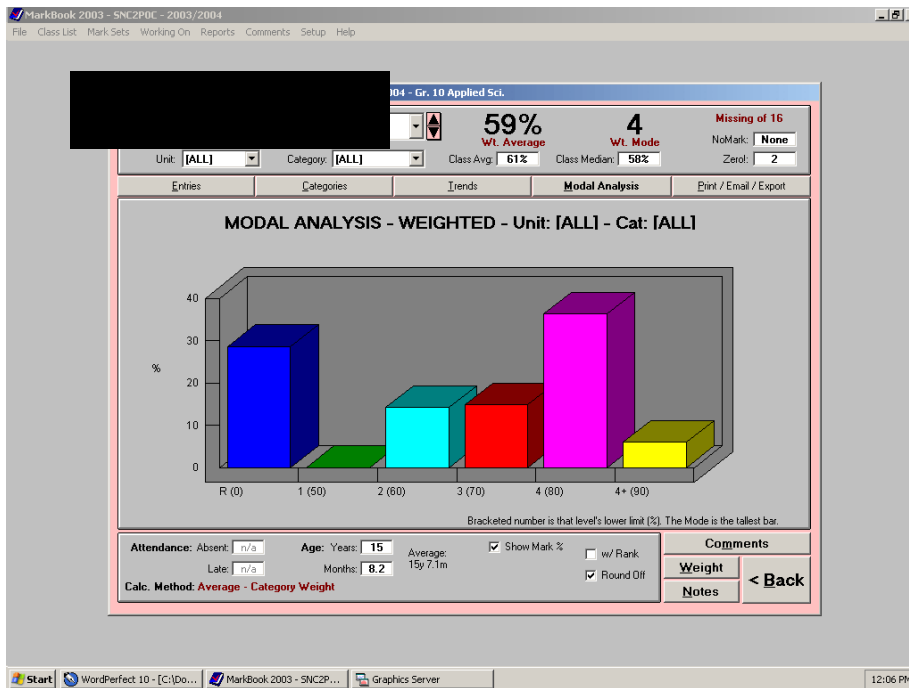 MarkBook 2003 - SNC2P0C - 2003/2004
File Class List Mark Sets Working On Reports Comments Setup Help
04 - Gr. 10 Applied Sci.
59% 4 Missing of 16
Wt. Average Wt. Mode NoMark: None
Unit: [ALL] Category: [ALL] Class Avg: 61% Class Median: 58% Zero!: 2
Entries Categories Trends Modal Analysis Print / Email / Export
MODAL ANALYSIS - WEIGHTED - Unit: [ALL] - Cat: [ALL]
40
30
%
20
10
0
R (0) 1 (50) 2 (60) 3 (70) 4 (80) 4+ (90)
Bracketed number is that level's lower limit (%). The Mode is the tallest bar.
Attendance: Absent: n/a Age: Years: 15 Average: Show Mark % w/ Rank Comments
Late: n/a Months: 8.2 15y 7.1m Round Off Weight < Back
Calc. Method: Average - Category Weight Notes
Start WordPerfect 10 - [C:\Do... MarkBook 2003 - SNC2P... Graphics Server 12:06 PM